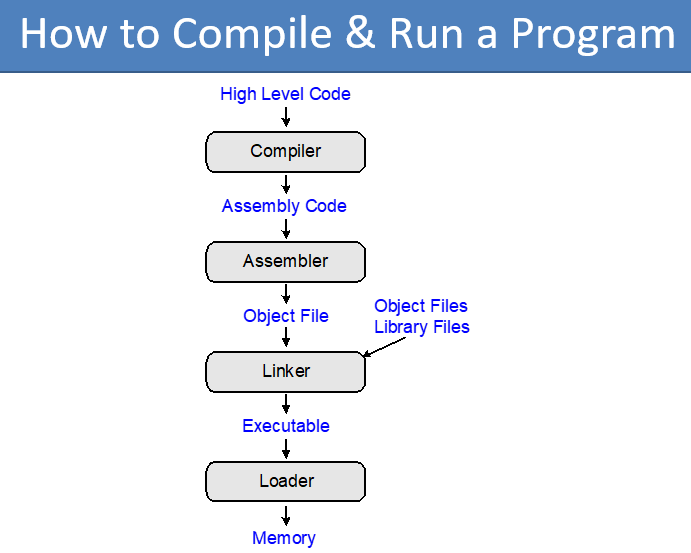 How to Compile & Run a Program
High Level Code
Compiler
Assembly Code
Assembler
Object File
Object Files
Library Files
Linker
Executable
Loader
Memory